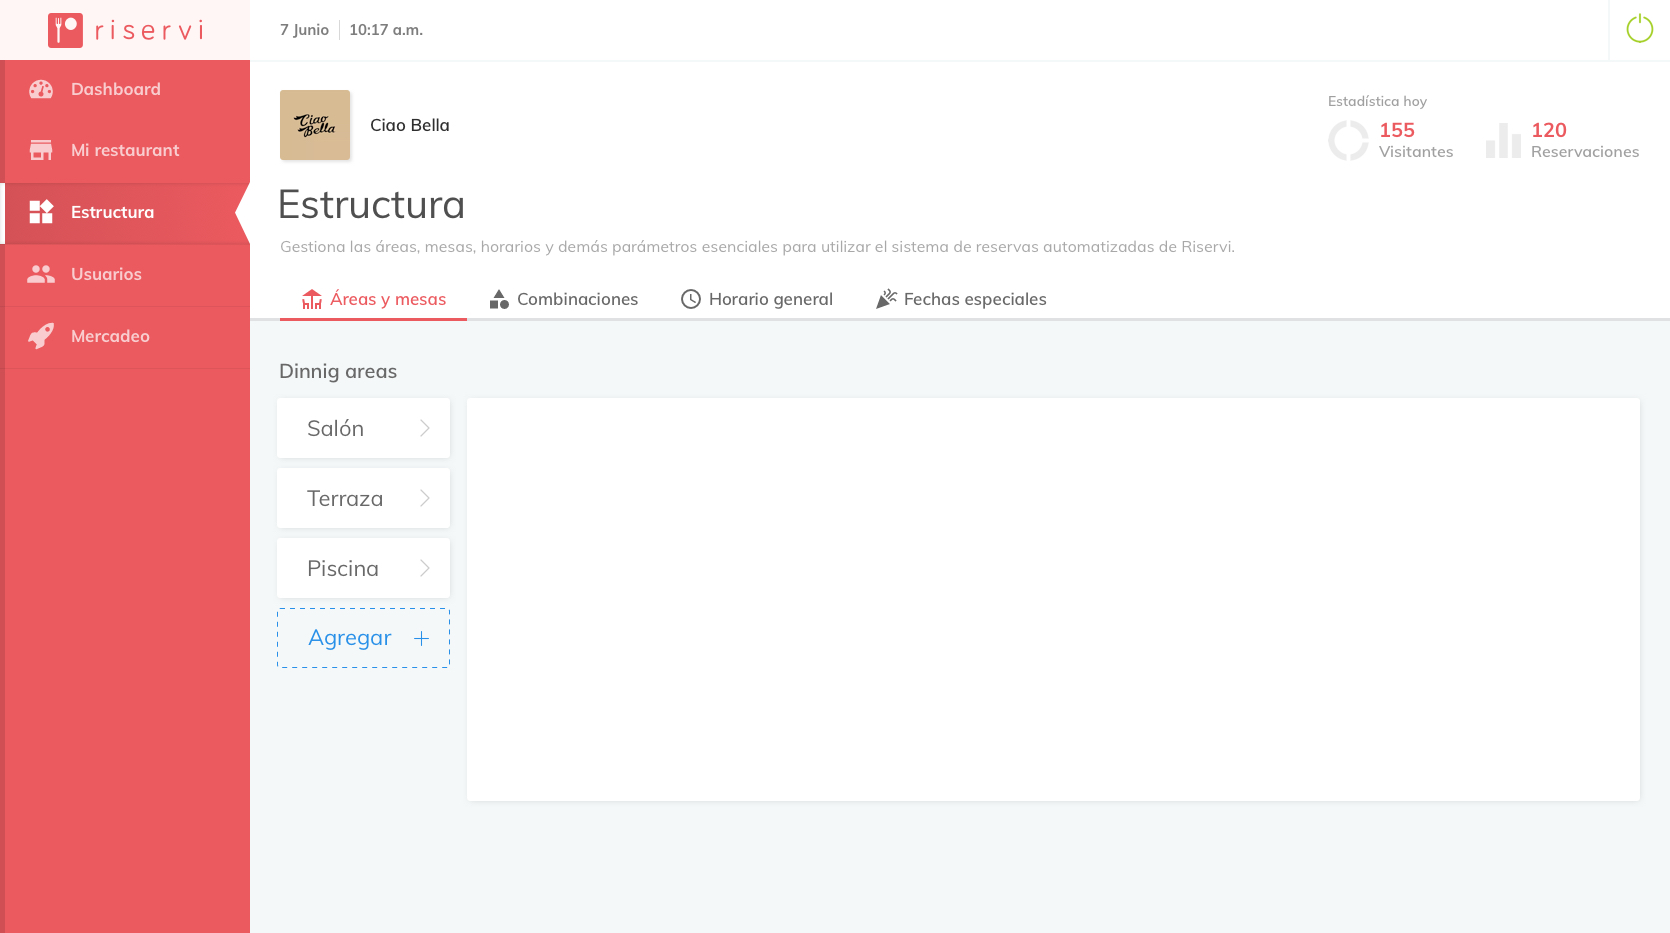 riservi
7 Junio
10:17 a.m.
Dashboard
Mi restaurant
Estructura
Usuarios
Mercadeo
Ciao
Bella
Ciao Bella
Estadística hoy
155
Visitantes
120
Reservaciones
Estructura
Gestiona las áreas, mesas, horarios y demás parámetros esenciales para utilizar el sistema de reservas automatizadas de Riservi.
Áreas y mesas
Combinaciones
Horario general
Fechas especiales
Dinnig areas
Salón
Terraza
Piscina
Agregar +